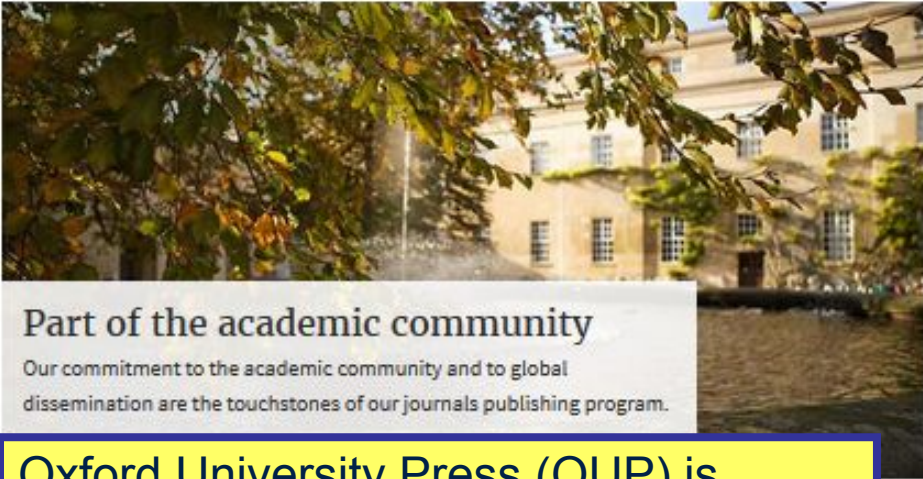 Part of the academic community
Our commitment to the academic community and to global
dissemination are the touchstones of our journals publishing program.
Oxford University Press (OUP) is